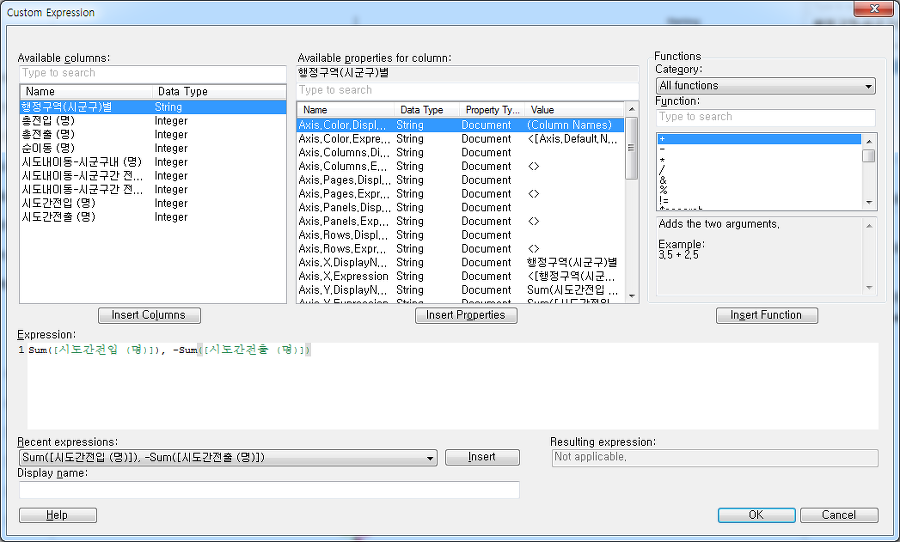 Custom Expression
Available columns:
Type to search
Name Data Type
행정구역(시군구)별 String
총전입 (명) Integer
총전출 (명) Integer
순이동 (명) Integer
시도내이동-시군구내 (명) Integer
시도내이동-시군구간 전... Integer
시도내이동-시군구간 전... Integer
시도간전입 (명) Integer
시도간전출 (명) Integer
Insert Columns
Available properties for column:
행정구역(시군구)별
Type to search
Name Data Type Property Ty... Value
Axis.Color.Displ... String Document (Column Names)
Axis.Color.Expre... String Document <[Axis.Default.N...
Axis.Columns.Di... String Document
Axis.Columns.E... String Document <>
Axis.Pages.Displ... String Document
Axis.Pages.Expr... String Document <>
Axis.Panels.Disp... String Document
Axis.Panels.Exp... String Document <>
Axis.Rows.Displ... String Document
Axis.Rows.Expr... String Document <>
Axis.X.DisplayN... String Document 행정구역(시군구)별
Axis.X.Expression String Document <[행정구역(시군...
Axis.Y.DisplayN... String Document Sum(시도간전입 ...
Axis.Y.Expression String Document Sum([시도간전입
Insert Properties
Functions
Category:
All functions
Function:
Type to search
+
-
*
/
&
%
!=
Adds the two arguments.
Example:
3.5 + 2.5
Insert Function
Expression:
1 Sum([시도간전입 (명)]), -Sum([시도간전출 (명)])
Recent expressions:
Sum([시도간전입 (명)]), -Sum([시도간전출 (명)])
Insert
Resulting expression:
Not applicable.
Display name:
Help
OK
Cancel